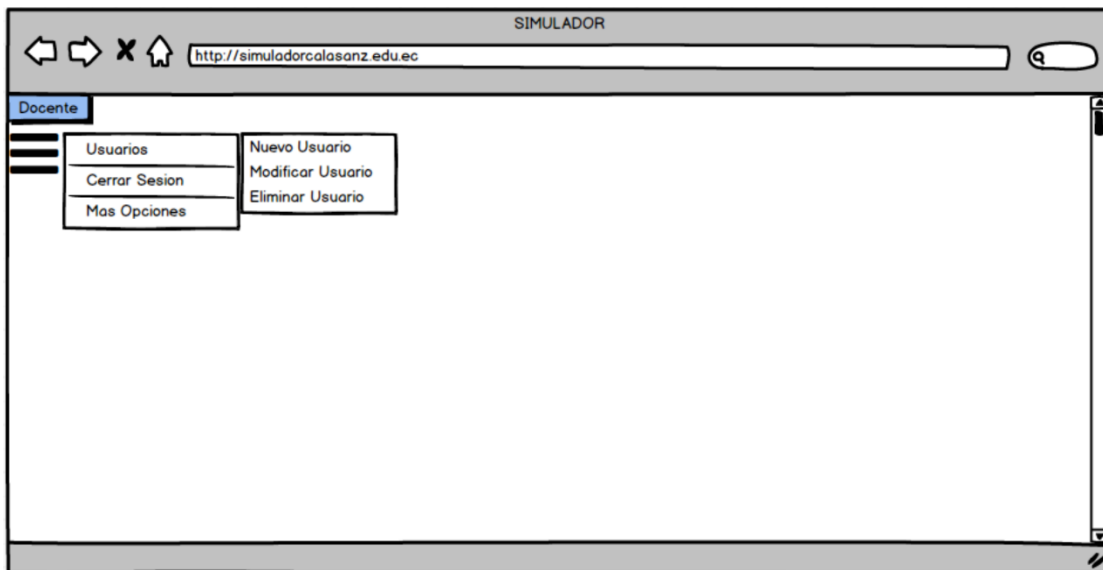 SIMULADOR
http://simuladorcalasanz.edu.ec
Docente
Usuarios
Cerrar Sesion
Mas Opciones
Nuevo Usuario
Modificar Usuario
Eliminar Usuario